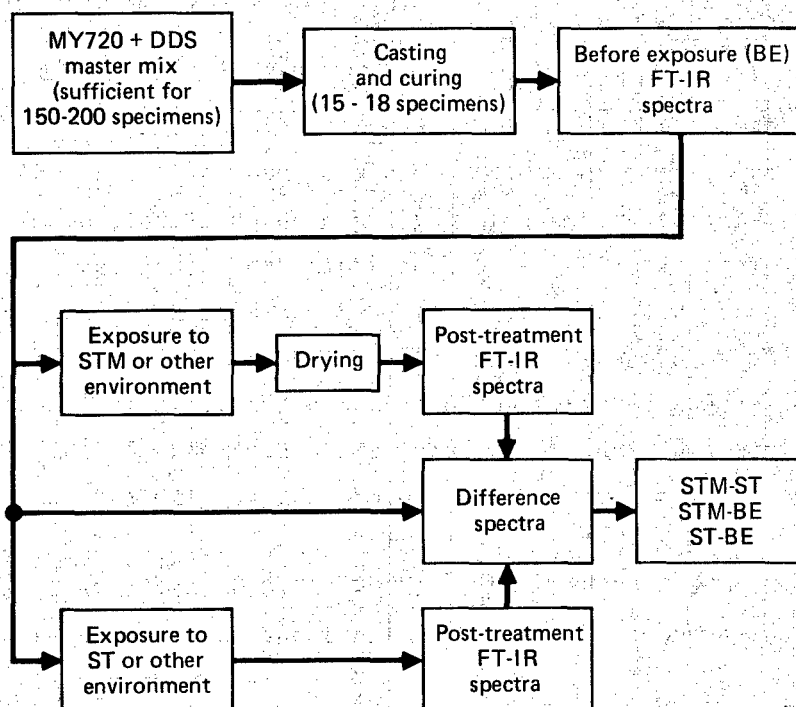 MY720 + DDS
master mix
(sufficient for
150-200 specimens)
Casting
and curing
(15 - 18 specimens)
Before exposure (BE)
FT-IR
spectra
Exposure to
STM or other
environment
Drying
Post-treatment
FT-IR
spectra
Difference
spectra
STM-ST
STM-BE
ST-BE
Exposure to
ST or other
environment
Post-treatment
FT-IR
spectra